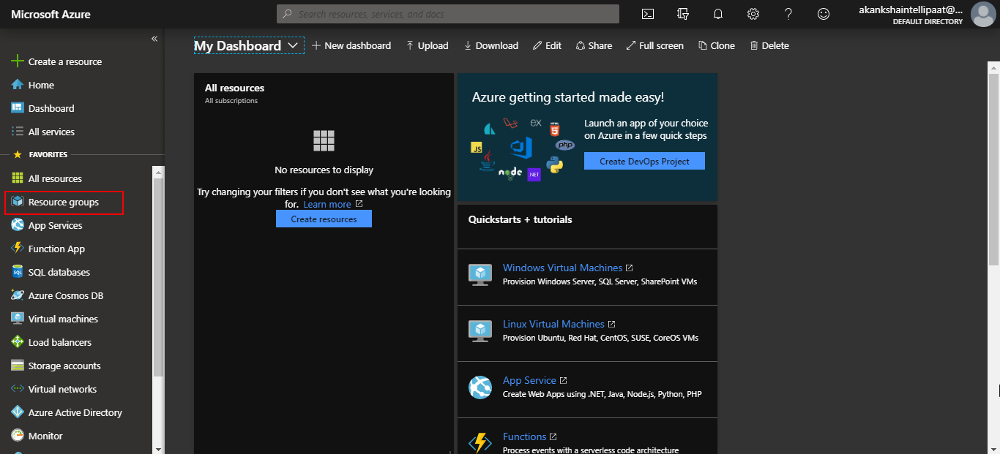 Microsoft Azure
Search resources, services, and docs
akankshaintellipaat@...
DEFAULT DIRECTORY
«
Create a resource
Home
Dashboard
All services
FAVORITES
All resources
Resource groups
App Services
Function App
SQL databases
Azure Cosmos DB
Virtual machines
Load balancers
Storage accounts
Virtual networks
Azure Active Directory
Monitor
My Dashboard
New dashboard
Upload
Download
Edit
Share
Full screen
Clone
Delete
All resources
All subscriptions
No resources to display
Try changing your filters if you don't see what you're looking
for. Learn more
Create resources
Azure getting started made easy!
EX
HTML
5
JS
php
node
NET
Launch an app of your choice
on Azure in a few quick steps
Create DevOps Project
Quickstarts + tutorials
Windows Virtual Machines
Provision Windows Server, SQL Server, SharePoint VMs
Linux Virtual Machines
Provision Ubuntu, Red Hat, CentOS, SUSE, CoreOS VMs
App Service
Create Web Apps using .NET, Java, Node.js, Python, PHP
Functions
Process events with a serverless code architecture